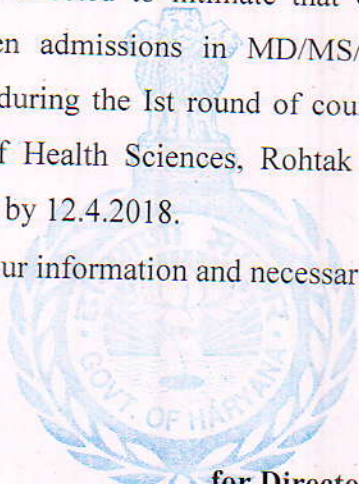 to intimate that
en admissions in MD/MS/
during the Ist round of cou
f Health Sciences, Rohtak
by 12.4.2018.
ur information and necessar
GOVT. OF HARYANA
for Directo